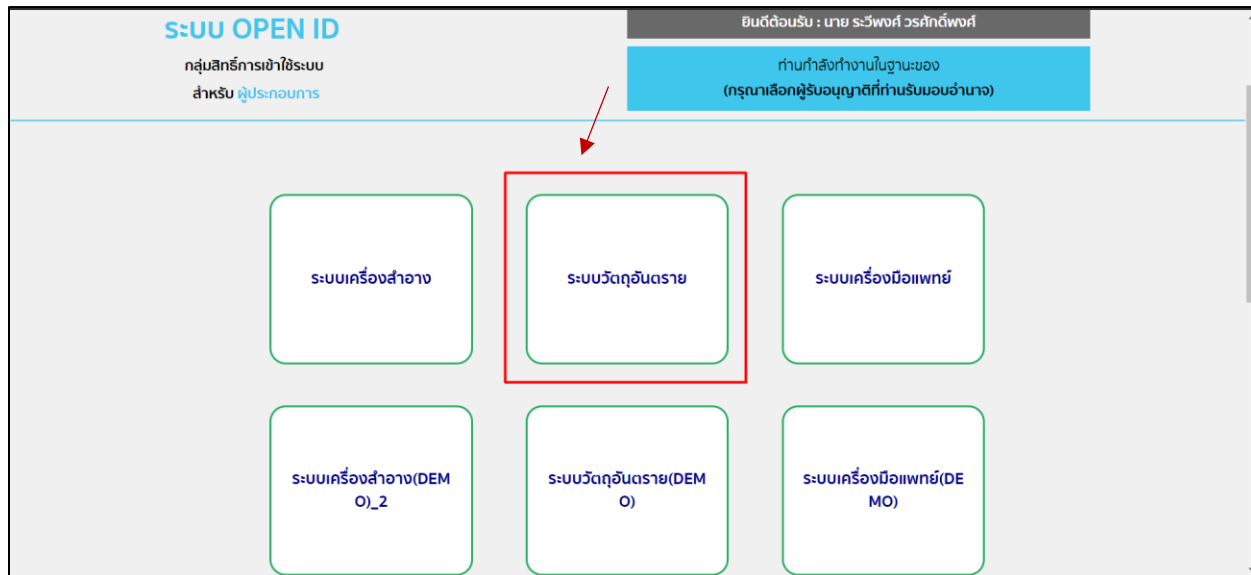 ระบบ OPEN ID
กลุ่มสิทธิ์การเข้าใช้ระบบ
สำหรับ ผู้ประกอบการ
ยินดีต้อนรับ : นาย ระวีพงศ์ วรศักดิ์พงศ์
ท่านกำลังทำงานในฐานะของ
(กรุณาเลือกผู้รับอนุญาติที่ท่านรับมอบอำนาจ)
ระบบเครื่องสำอาง
ระบบวัตถุอันตราย
ระบบเครื่องมือแพทย์
ระบบเครื่องสำอาง(DEM
O)_2
ระบบวัตถุอันตราย(DEM
O)
ระบบเครื่องมือแพทย์(DE
MO)